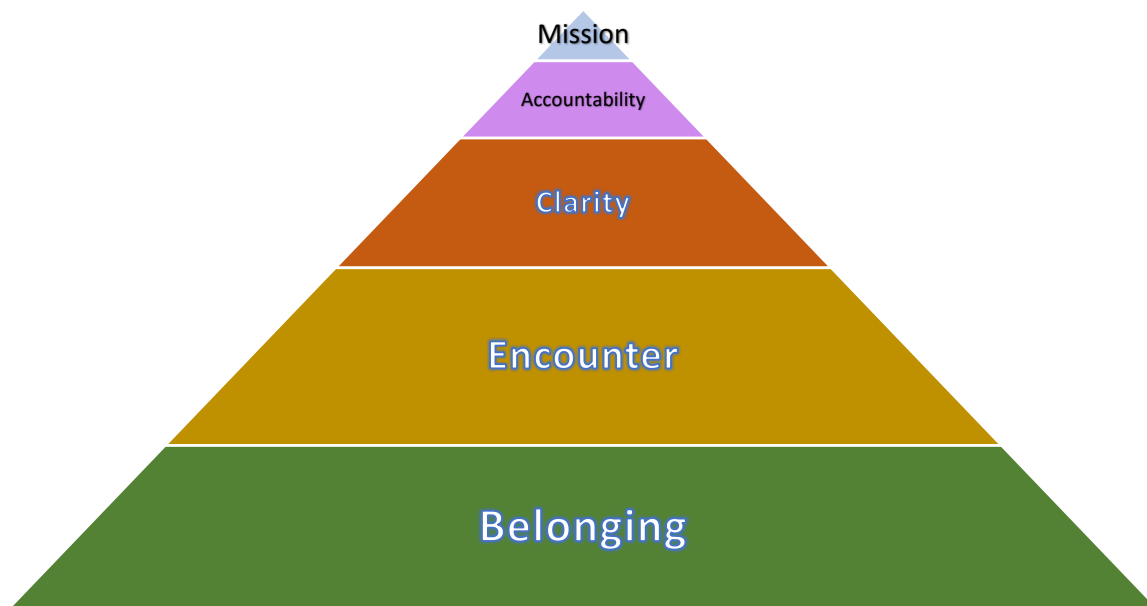 Mission
Accountability
Clarity
Encounter
Belonging